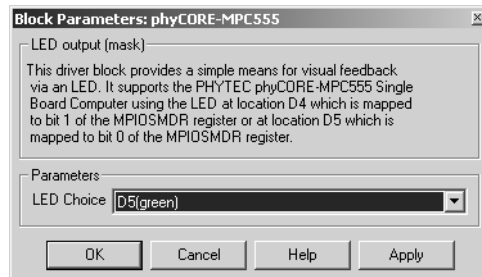 Block Parameters: phyCORE-MPC555
LED output (mask)
This driver block provides a simple means for visual feedback
via an LED. It supports the PHYTEC phyCORE-MPC555 Single
Board Computer using the LED at location D4 which is mapped
to bit 1 of the MPIOSMDR register or at location D5 which is
mapped to bit 0 of the MPIOSMDR register.
Parameters
LED Choice D5(green)
OK Cancel Help Apply